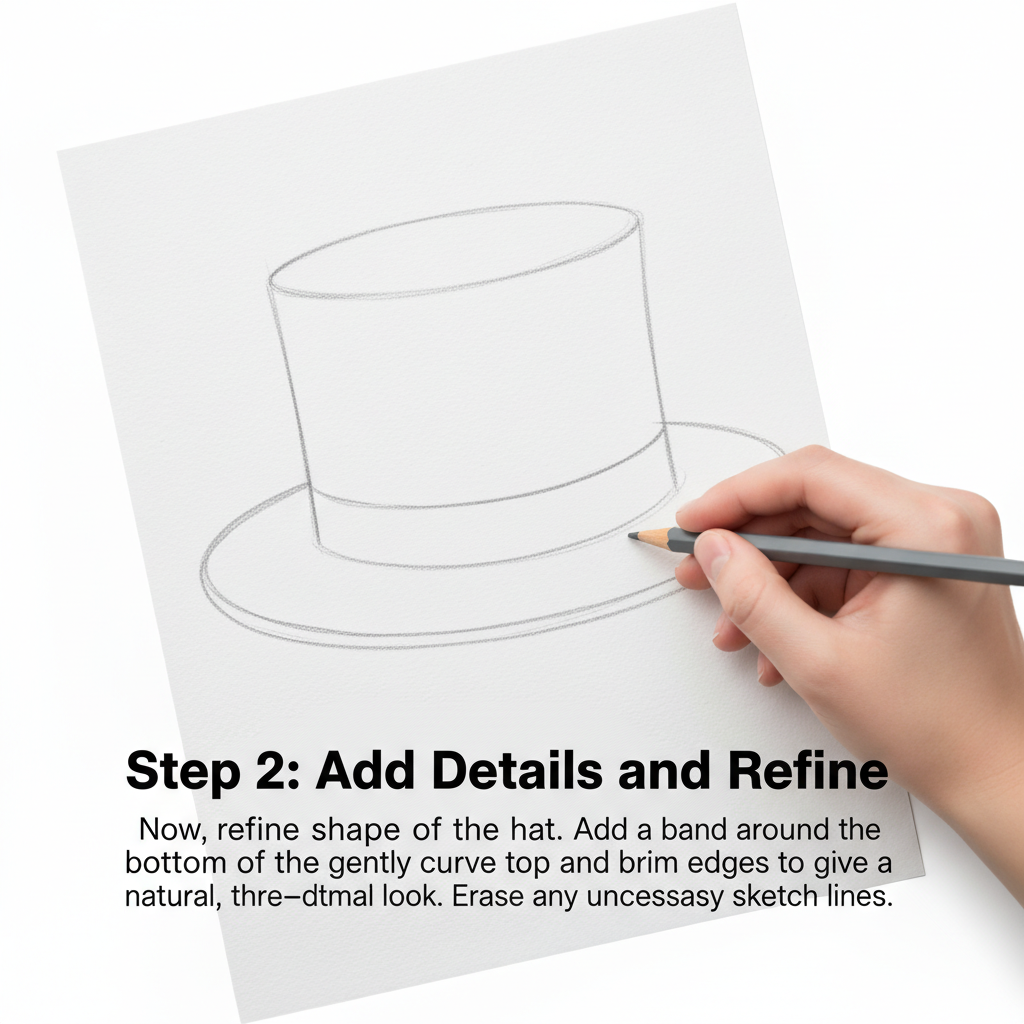 Step 2: Add Details and Refine
Now, refine shape of the hat. Add a band around the
bottom of the gently curve top and brim edges to give a
natural, thre–dtmal look. Erase any uncessasy sketch lines.